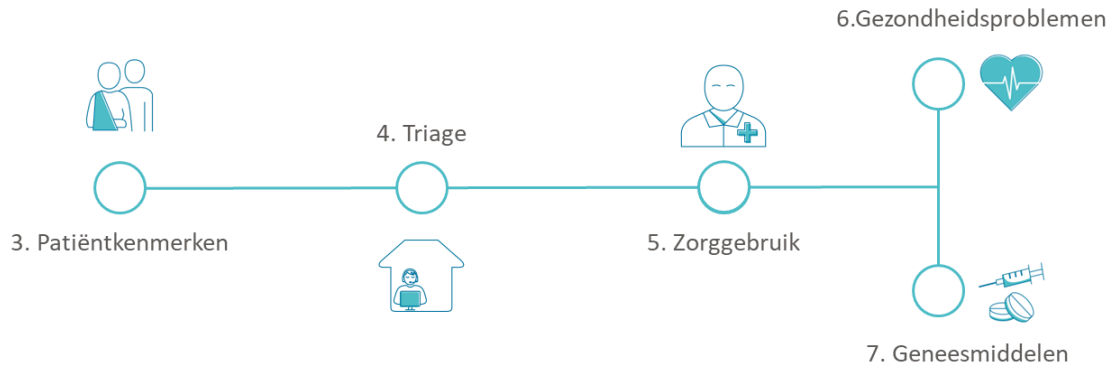 6.Gezondheidsproblemen
4. Triage
3. Patiëntkenmerken
5. Zorggebruik
7. Geneesmiddelen